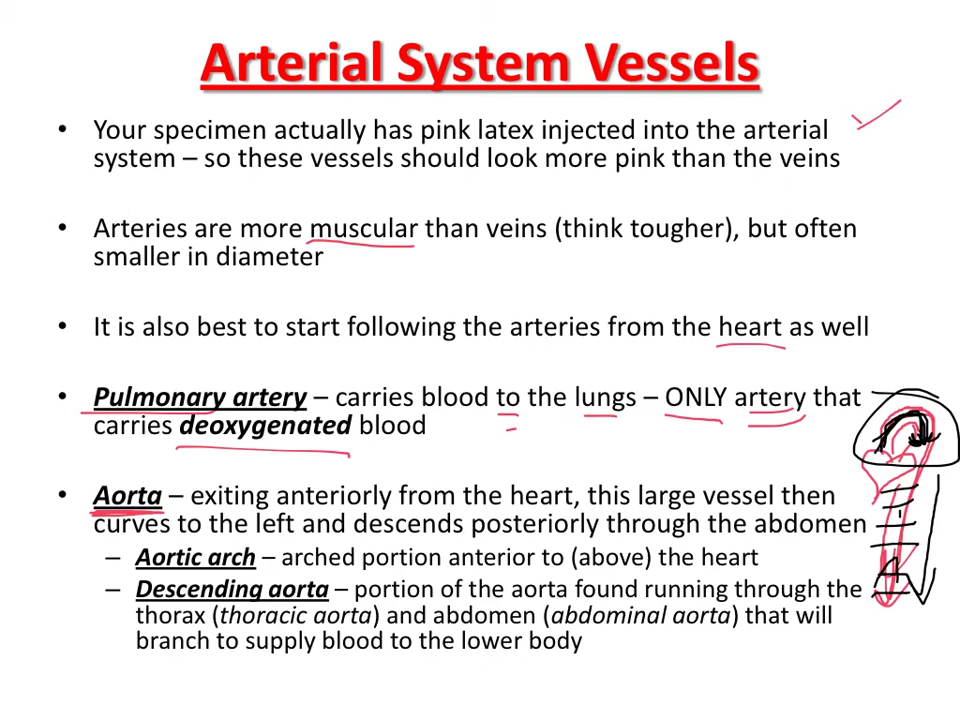 Arterial System Vessels
• Your specimen actually has pink latex injected into the arterial
system – so these vessels should look more pink than the veins
• Arteries are more muscular than veins (think tougher), but often
smaller in diameter
• It is also best to start following the arteries from the heart as well
• Pulmonary artery – carries blood to the lungs – ONLY artery that
carries deoxygenated blood
• Aorta – exiting anteriorly from the heart, this large vessel then
curves to the left and descends posteriorly through the abdomen
– Aortic arch – arched portion anterior to (above) the heart
– Descending aorta – portion of the aorta found running through the
thorax (thoracic aorta) and abdomen (abdominal aorta) that will
branch to supply blood to the lower body